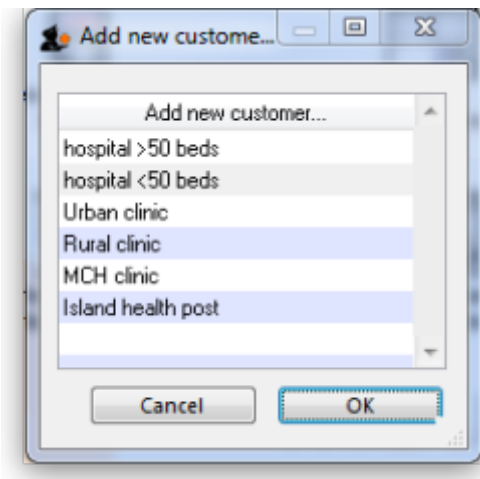 Add new custome...
Add new customer...
hospital >50 beds
hospital <50 beds
Urban clinic
Rural clinic
MCH clinic
Island health post
Cancel
OK